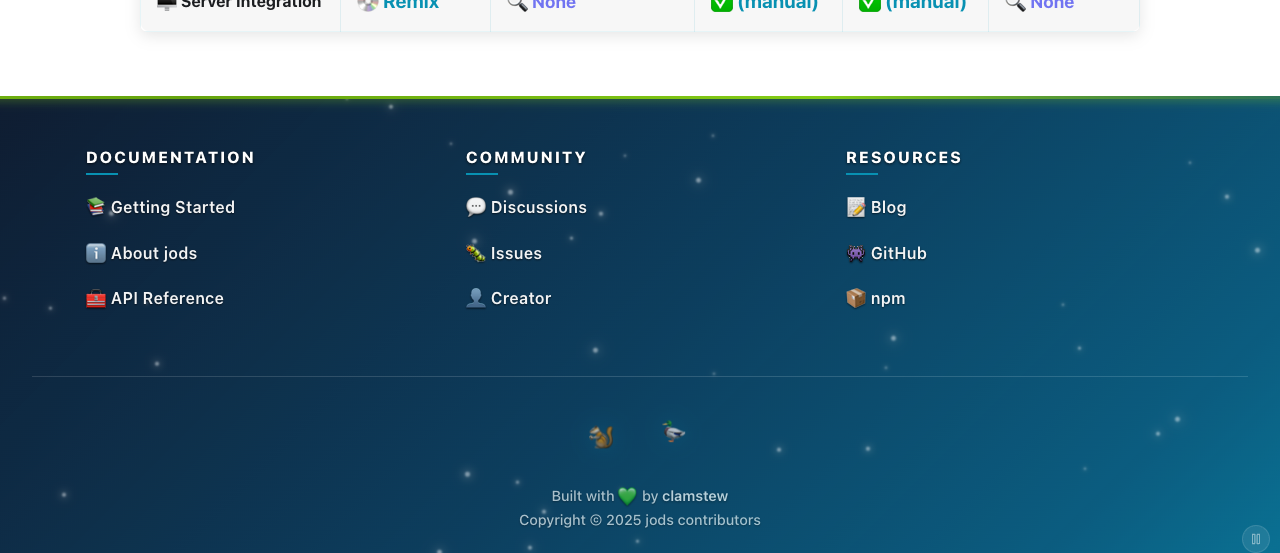 Server Integration Remix None (manual) (manual) None
DOCUMENTATION
Getting Started
About jods
API Reference
COMMUNITY
Discussions
Issues
Creator
RESOURCES
Blog
GitHub
npm
Built with 💚 by clamstew
Copyright © 2025 jods contributors